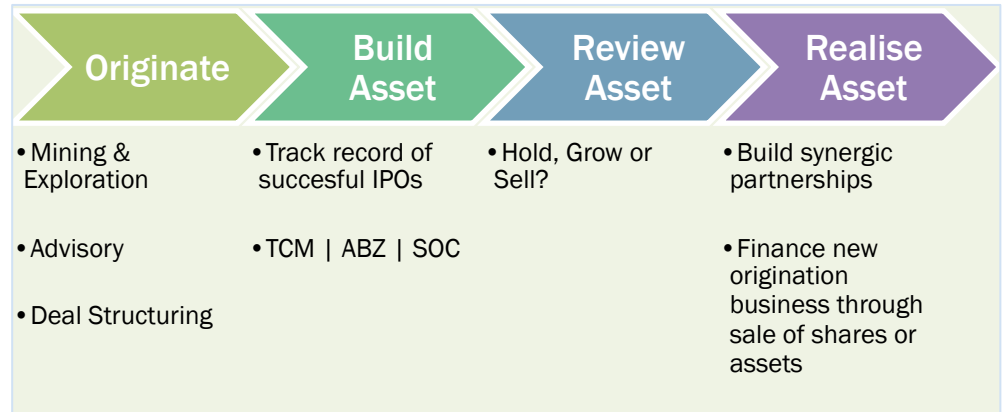 Originate
• Mining &
Exploration
• Advisory
• Deal Structuring
Build
Asset
• Track record of
succesful IPOs
• TCM | ABZ | SOC
Review
Asset
• Hold, Grow or
Sell?
Realise
Asset
• Build synergic
partnerships
• Finance new
origination
business through
sale of shares or
assets